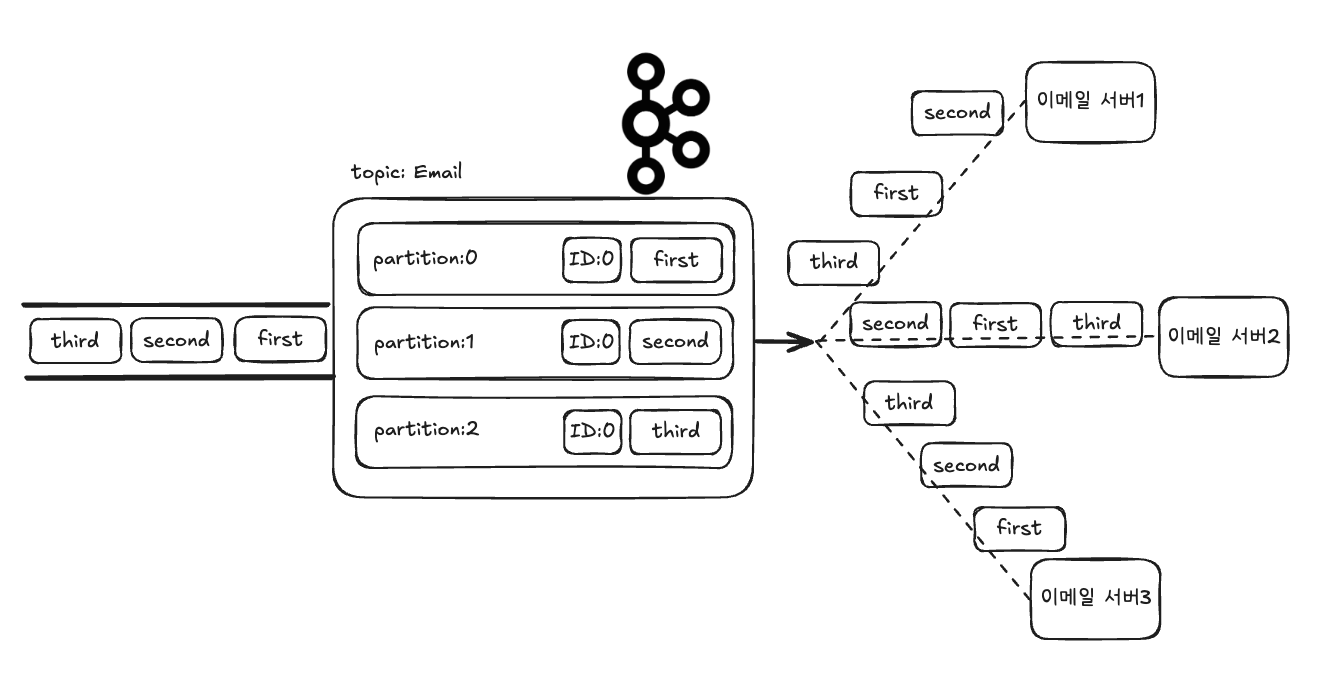 topic: Email
third
second
first
partition:0
ID:0
first
partition:1
ID:0
second
partition:2
ID:0
third
second
first
third
이메일 서버1
second
first
third
이메일 서버2
third
second
first
이메일 서버3